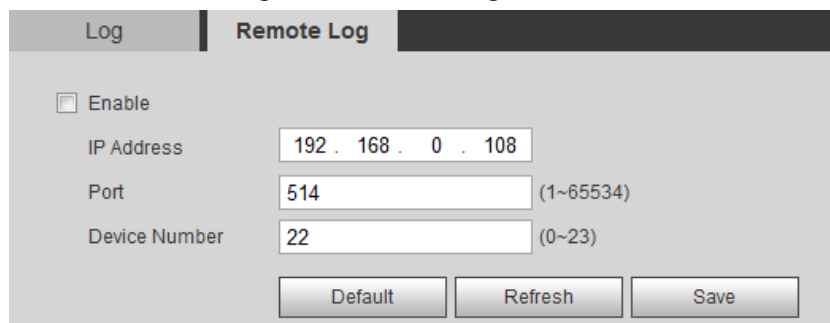 Log Remote Log
Enable
IP Address 192 . 168 . 0 . 108
Port 514 (1~65534)
Device Number 22 (0~23)
Default Refresh Save